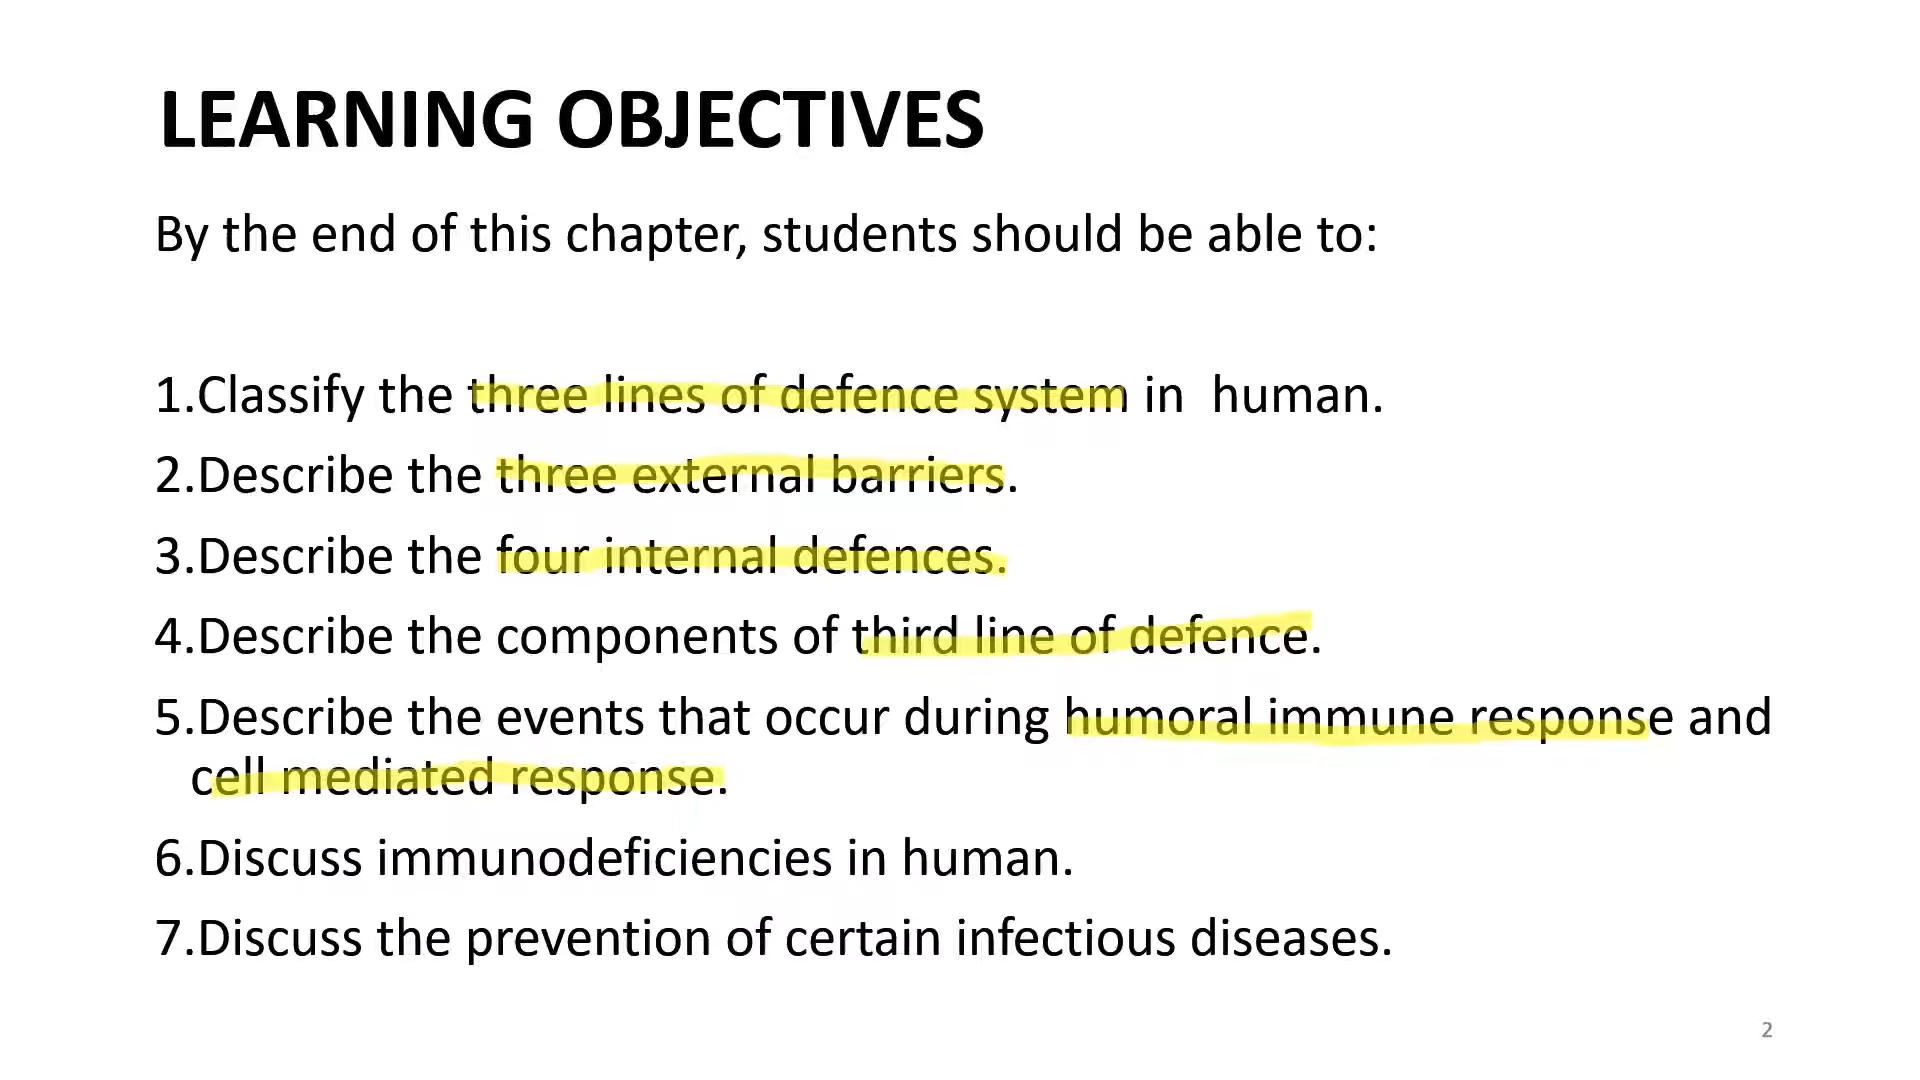 LEARNING OBJECTIVES
By the end of this chapter, students should be able to:
1.Classify the three lines of defence system in  human.
2.Describe the three external barriers.
3.Describe the four internal defences.
4.Describe the components of third line of defence.
5.Describe the events that occur during humoral immune response and
cell mediated response.
6.Discuss immunodeficiencies in human.
7.Discuss the prevention of certain infectious diseases.
2